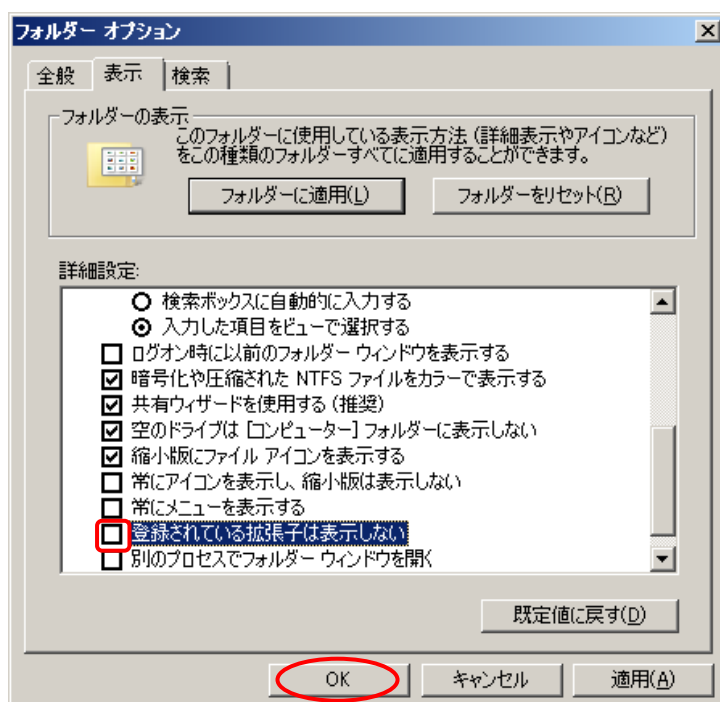 フォルダー オプション
全般 表示 検索
フォルダーの表示
このフォルダーに使用している表示方法 (詳細表示やアイコンなど)
をこの種類のフォルダーすべてに適用することができます。
フォルダーに適用(L) フォルダーをリセット(R)
詳細設定:
検索ボックスに自動的に入力する
入力した項目をビューで選択する
ログオン時に以前のフォルダー ウィンドウを表示する
暗号化や圧縮された NTFS ファイルをカラーで表示する
共有ウィザードを使用する (推奨)
空のドライブは [コンピューター] フォルダーに表示しない
縮小版にファイル アイコンを表示する
常にアイコンを表示し、縮小版は表示しない
常にメニューを表示する
登録されている拡張子は表示しない
別のプロセスでフォルダー ウィンドウを開く
既定値に戻す(D)
OK キャンセル 適用(A)